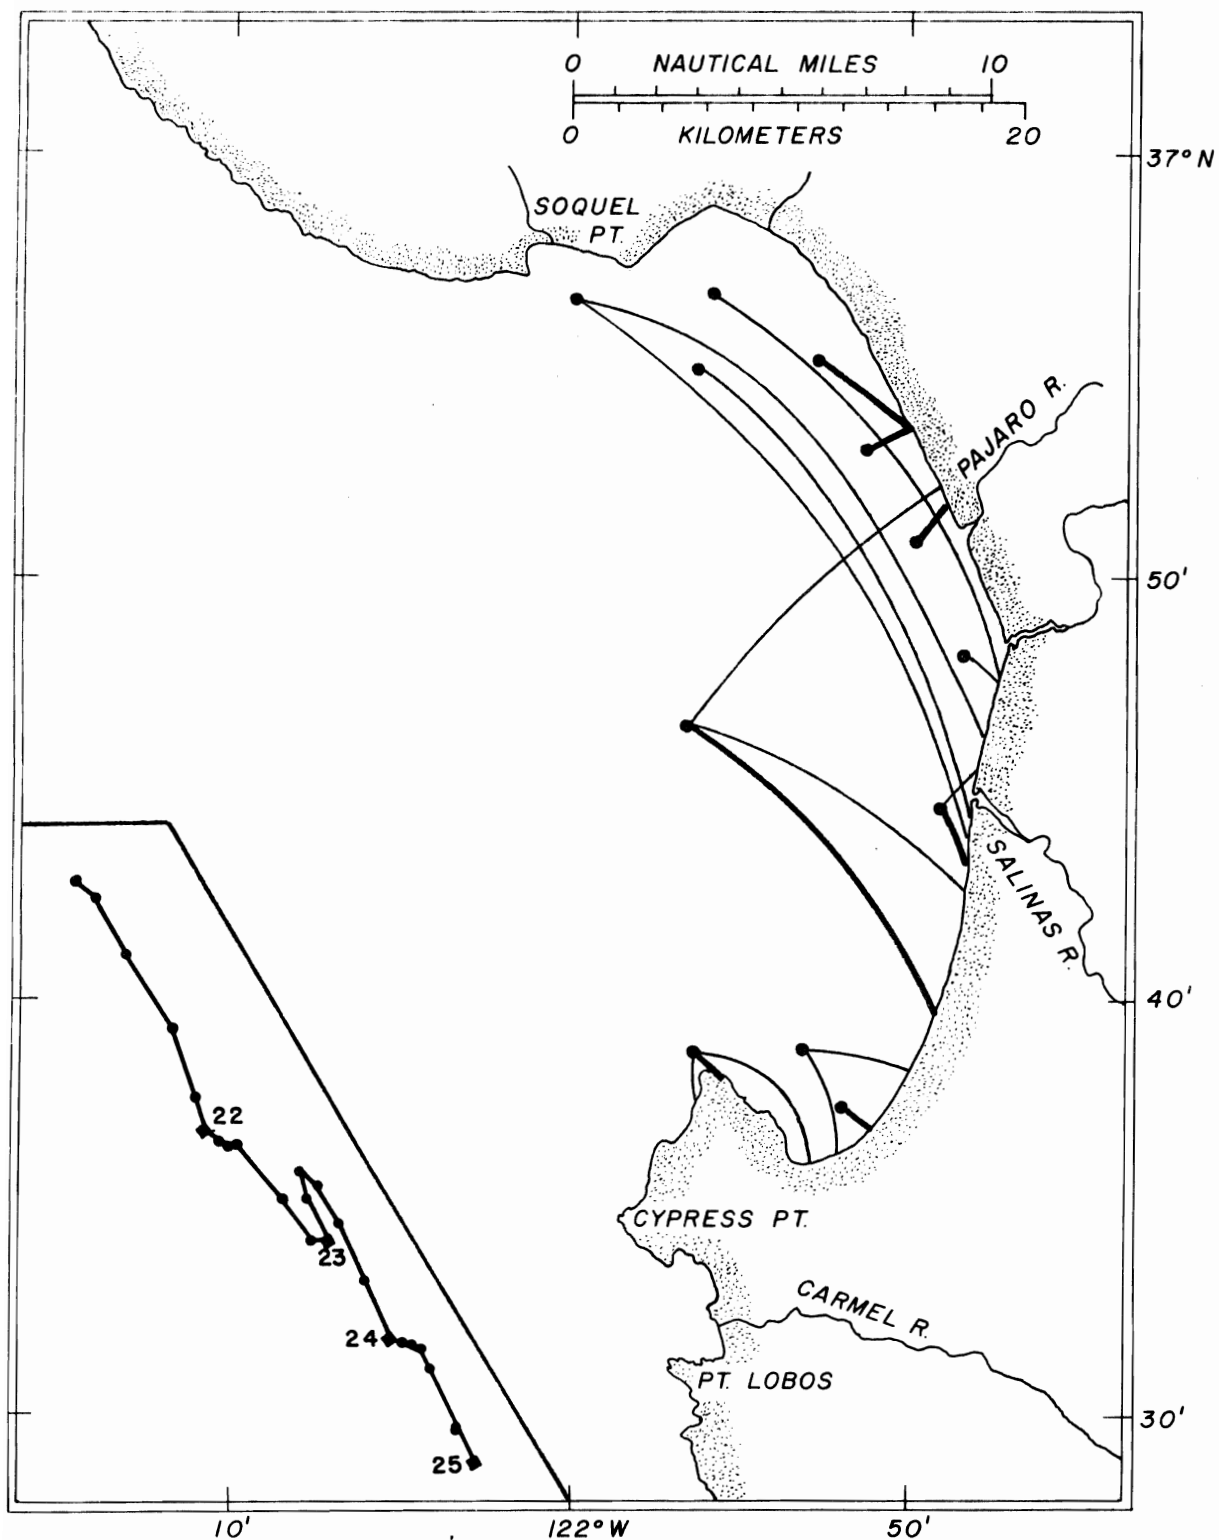 0 NAUTICAL MILES 10
0 KILOMETERS 20
37°N
SOQUEL
PT.
PAJARO R.
50'
SALINAS R.
40'
22
23
CYPRESS PT.
24
CARMEL R.
PT. LOBOS
30'
25
10' 122°W 50'